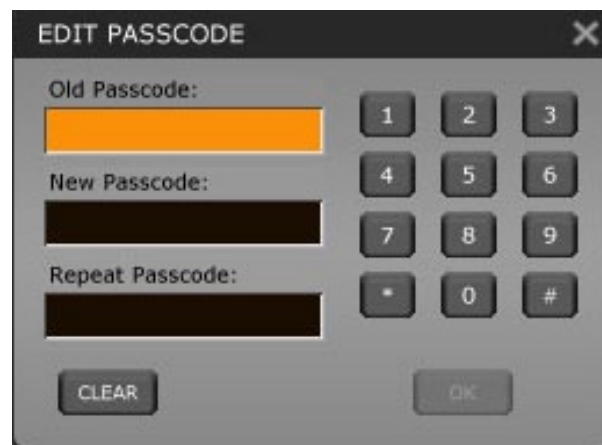 EDIT PASSCODE
Old Passcode:
1 2 3
New Passcode:
4 5 6
7 8 9
Repeat Passcode:
* 0 #
CLEAR OK